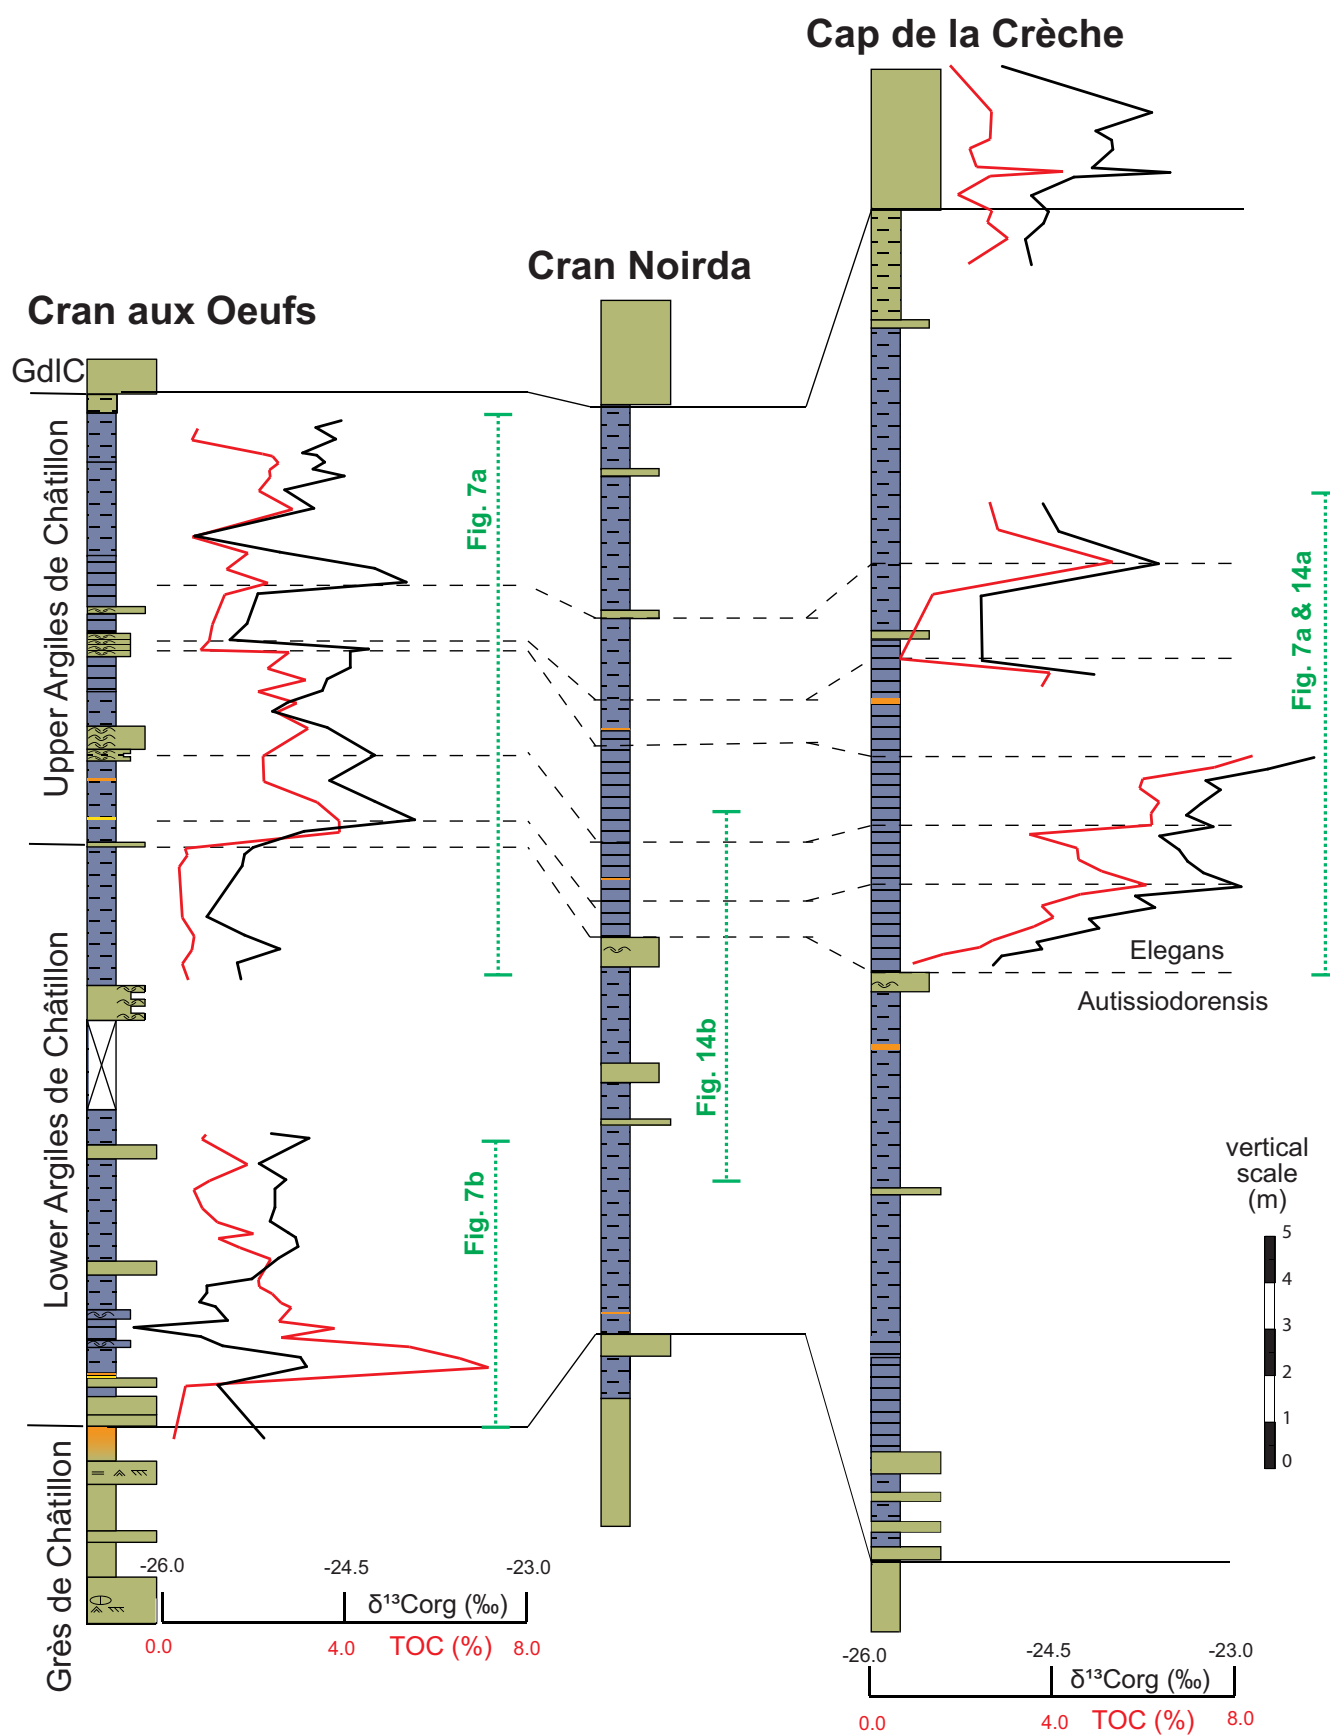 Cap de la Crèche
Cran Noirda
Cran aux Oeufs
GdlC
Upper Argiles de Châtillon
Lower Argiles de Châtillon
Grès de Châtillon
Fig. 7a
Fig. 7b
Fig. 14b
Fig. 7a & 14a
Elegans
Autissiodorensis
vertical
scale
(m)
5
4
3
2
1
0
-26.0 -24.5 -23.0
δ¹³Corg (‰)
0.0 4.0 TOC (%) 8.0
-26.0 -24.5 -23.0
δ¹³Corg (‰)
0.0 4.0 TOC (%) 8.0